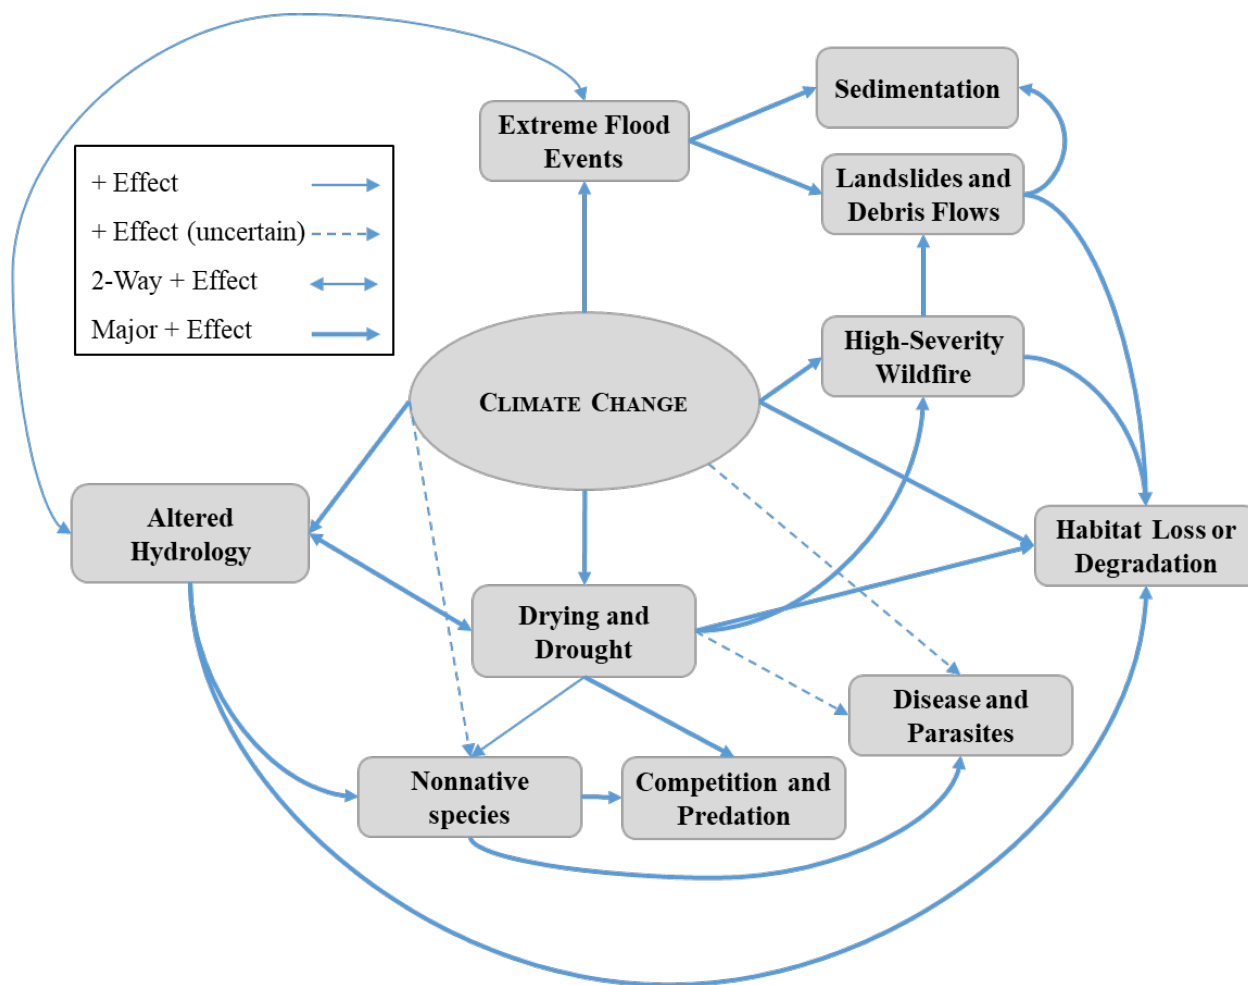 Extreme Flood
Events
Sedimentation
Landslides and
Debris Flows
+ Effect
+ Effect (uncertain)
2-Way + Effect
Major + Effect
High-Severity
Wildfire
CLIMATE CHANGE
Altered
Hydrology
Habitat Loss or
Degradation
Drying and
Drought
Disease and
Parasites
Nonnative
species
Competition and
Predation